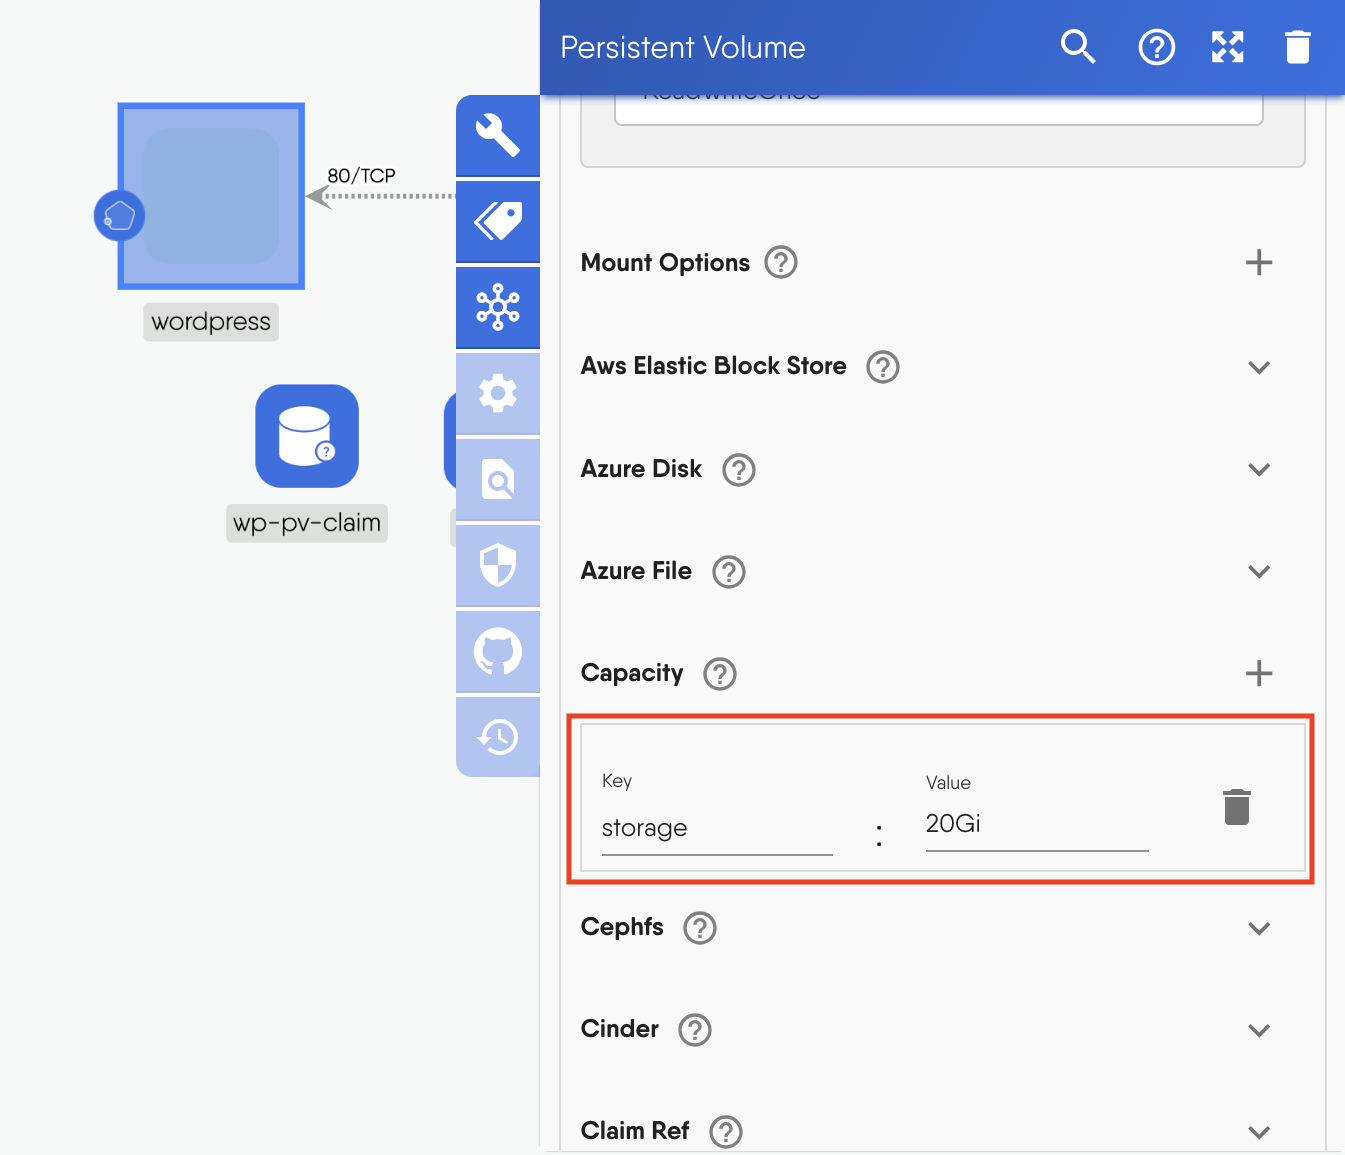 Persistent Volume
ReadWriteOnce
80/TCP
wordpress
wp-pv-claim
Mount Options
Aws Elastic Block Store
Azure Disk
Azure File
Capacity
Key
storage
:
Value
20Gi
Cephfs
Cinder
Claim Ref